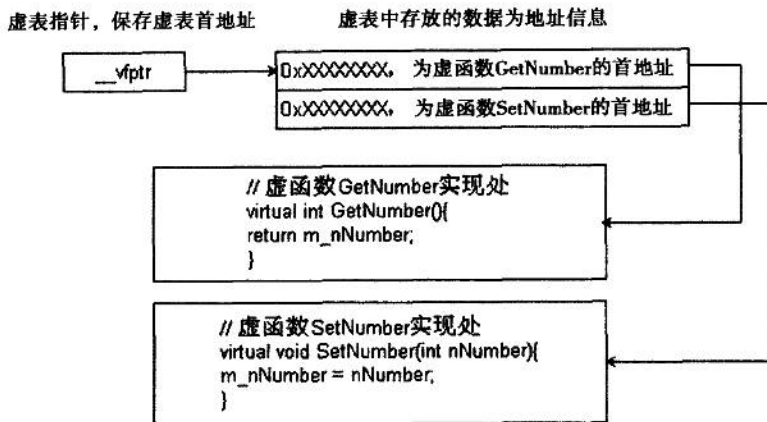 虚表指针，保存虚表首地址
虚表中存放的数据为地址信息
__vfptr
0xXXXXXXXX， 为虚函数GetNumber的首地址
0xXXXXXXXX， 为虚函数SetNumber的首地址
// 虚函数GetNumber实现处
virtual int GetNumber(){
return m_nNumber;
}
// 虚函数SetNumber实现处
virtual void SetNumber(int nNumber){
m_nNumber = nNumber;
}